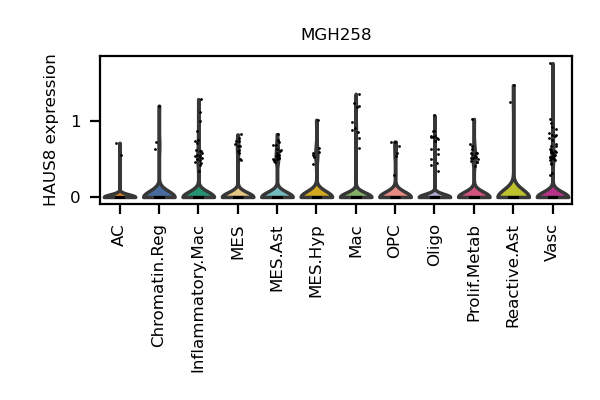 MGH258
HAUS8 expression
1
0
AC
Chromatin.Reg
Inflammatory.Mac
MES
MES.Ast
MES.Hyp
Mac
OPC
Oligo
Prolif.Metab
Reactive.Ast
Vasc